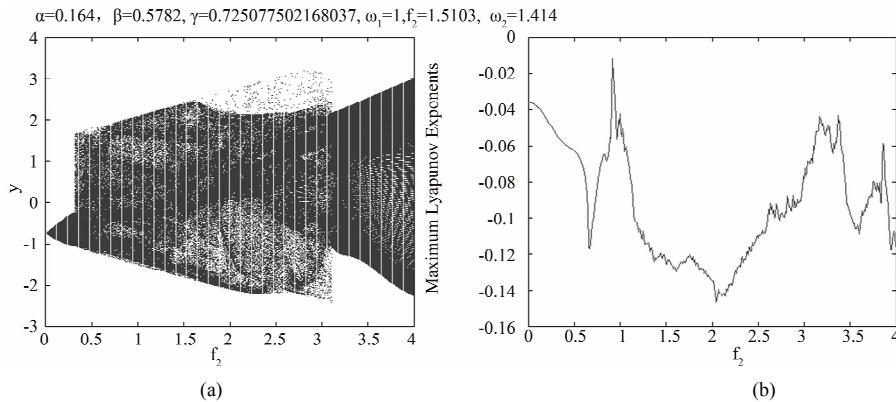 α=0.164, β=0.5782, γ=0.725077502168037, ω1=1,f2=1.5103, ω2=1.414
4
3
2
1
0
-1
-2
-3
y
0 0.5 1 1.5 2 2.5 3 3.5 4
f2
(a)
Maximum Lyapunov Exponents
0
-0.02
-0.04
-0.06
-0.08
-0.1
-0.12
-0.14
-0.16
0 0.5 1 1.5 2 2.5 3 3.5 4
f2
(b)